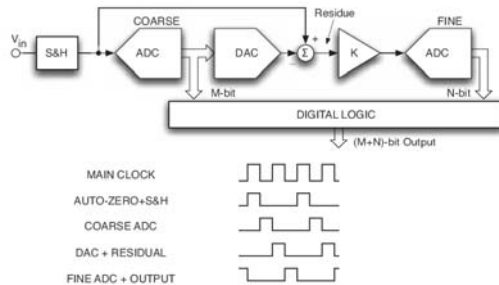 COARSE
Residue
FINE
Vin
S&H
ADC
DAC
Σ
+
-
K
ADC
M-bit
N-bit
DIGITAL LOGIC
(M+N)-bit Output
MAIN CLOCK
AUTO-ZERO+S&H
COARSE ADC
DAC + RESIDUAL
FINE ADC + OUTPUT